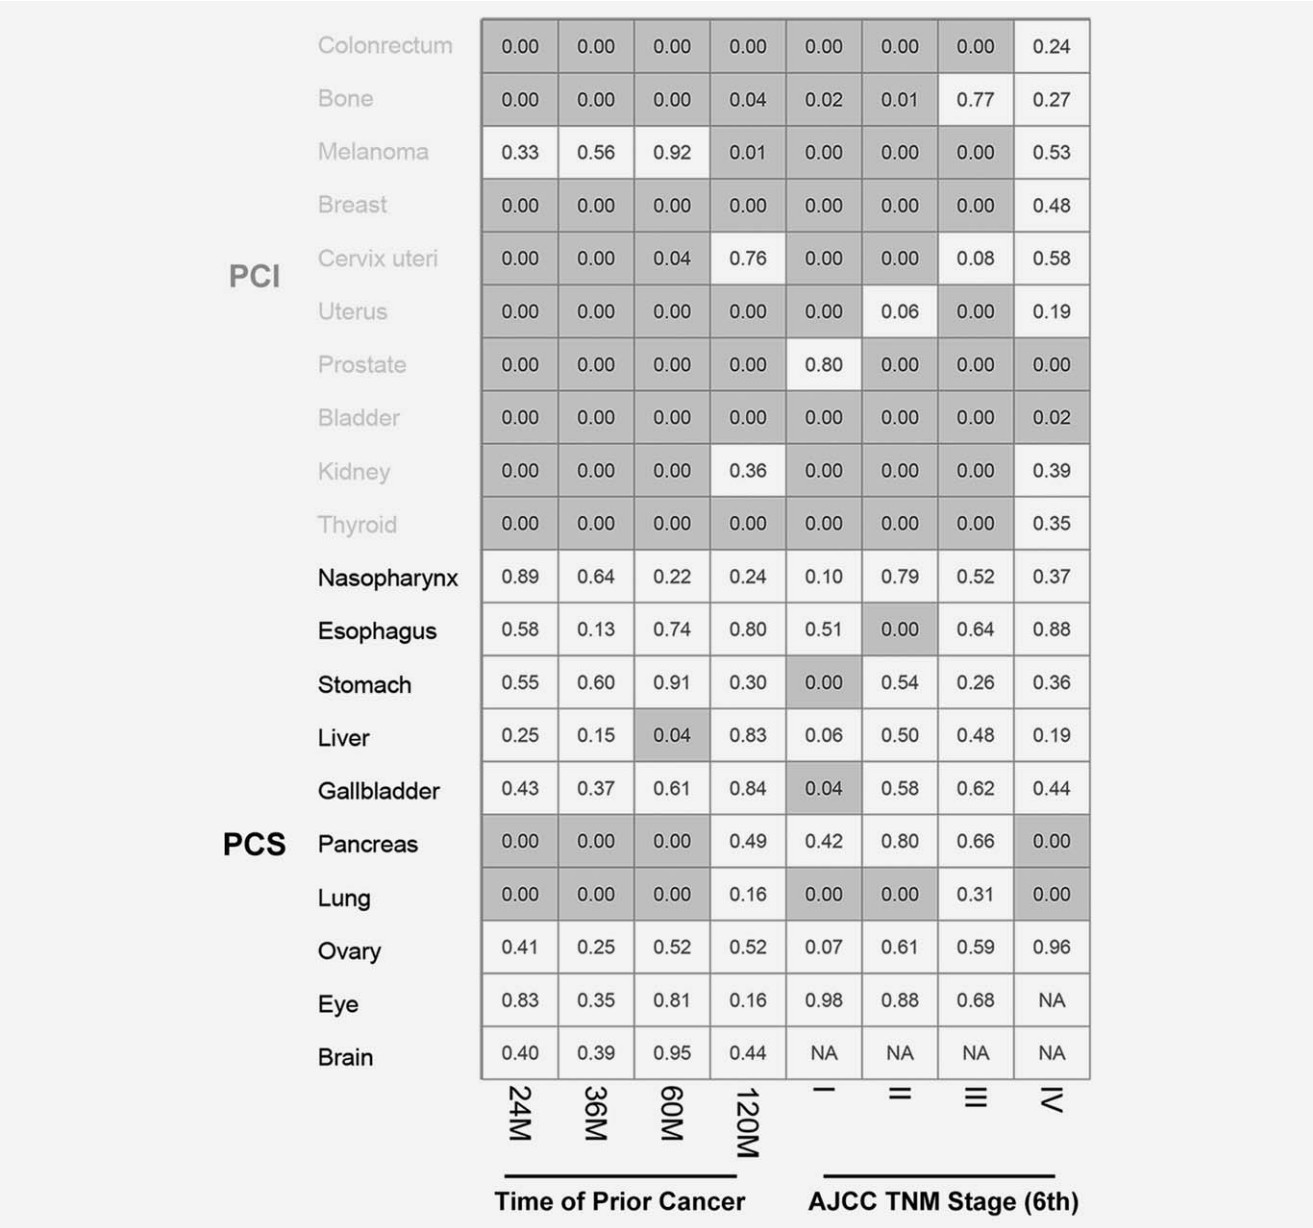 Colonrectum 0.00 0.00 0.00 0.00 0.00 0.00 0.00 0.24
Bone 0.00 0.00 0.00 0.04 0.02 0.01 0.77 0.27
Melanoma 0.33 0.56 0.92 0.01 0.00 0.00 0.00 0.53
Breast 0.00 0.00 0.00 0.00 0.00 0.00 0.00 0.48
Cervix uteri 0.00 0.00 0.04 0.76 0.00 0.00 0.08 0.58
PCI
Uterus 0.00 0.00 0.00 0.00 0.00 0.06 0.00 0.19
Prostate 0.00 0.00 0.00 0.00 0.80 0.00 0.00 0.00
Bladder 0.00 0.00 0.00 0.00 0.00 0.00 0.00 0.02
Kidney 0.00 0.00 0.00 0.36 0.00 0.00 0.00 0.39
Thyroid 0.00 0.00 0.00 0.00 0.00 0.00 0.00 0.35
Nasopharynx 0.89 0.64 0.22 0.24 0.10 0.79 0.52 0.37
Esophagus 0.58 0.13 0.74 0.80 0.51 0.00 0.64 0.88
Stomach 0.55 0.60 0.91 0.30 0.00 0.54 0.26 0.36
Liver 0.25 0.15 0.04 0.83 0.06 0.50 0.48 0.19
Gallbladder 0.43 0.37 0.61 0.84 0.04 0.58 0.62 0.44
PCS Pancreas 0.00 0.00 0.00 0.49 0.42 0.80 0.66 0.00
Lung 0.00 0.00 0.00 0.16 0.00 0.00 0.31 0.00
Ovary 0.41 0.25 0.52 0.52 0.07 0.61 0.59 0.96
Eye 0.83 0.35 0.81 0.16 0.98 0.88 0.68 NA
Brain 0.40 0.39 0.95 0.44 NA NA NA NA
24M 36M 60M 120M I II III IV
Time of Prior Cancer AJCC TNM Stage (6th)